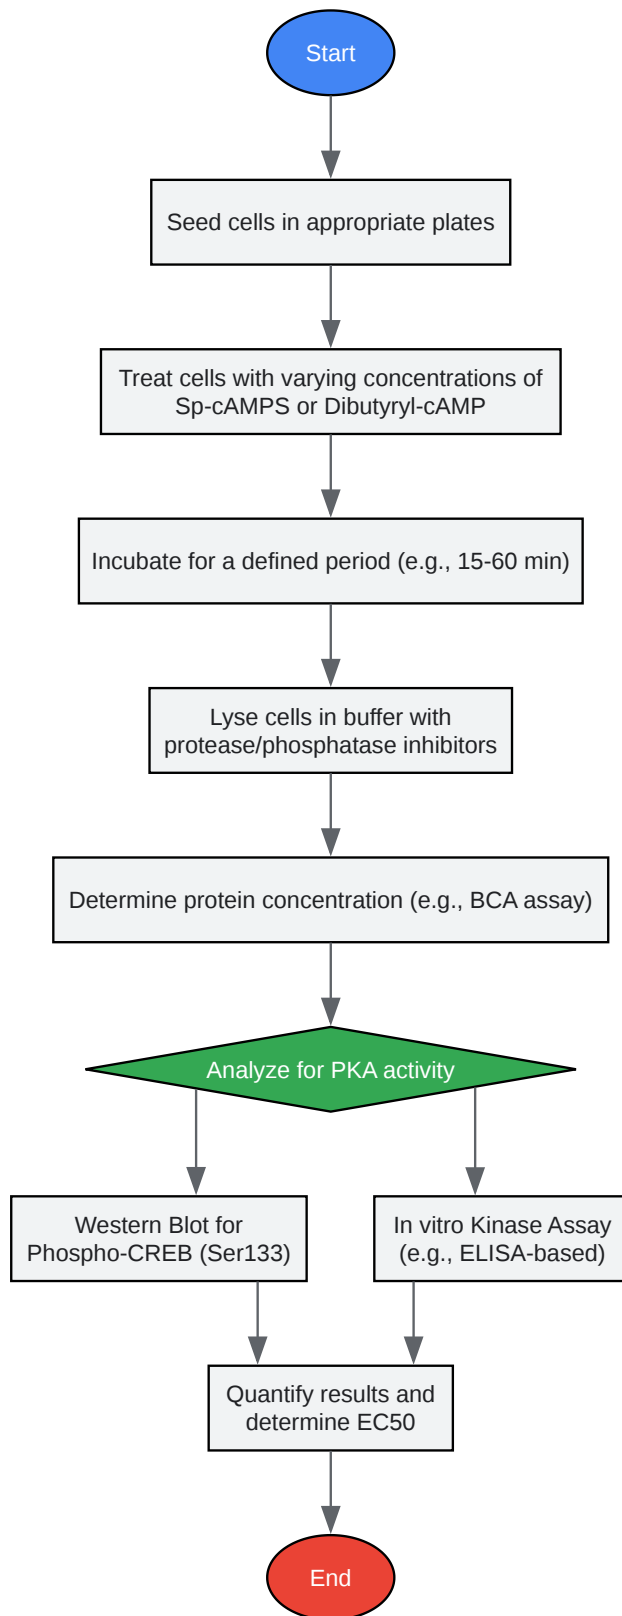 Start
Seed cells in appropriate plates
Treat cells with varying concentrations of
Sp-cAMPS or Dibutyryl-cAMP
Incubate for a defined period (e.g., 15-60 min)
Lyse cells in buffer with
protease/phosphatase inhibitors
Determine protein concentration (e.g., BCA assay)
Analyze for PKA activity
Western Blot for
Phospho-CREB (Ser133)
In vitro Kinase Assay
(e.g., ELISA-based)
Quantify results and
determine EC50
End